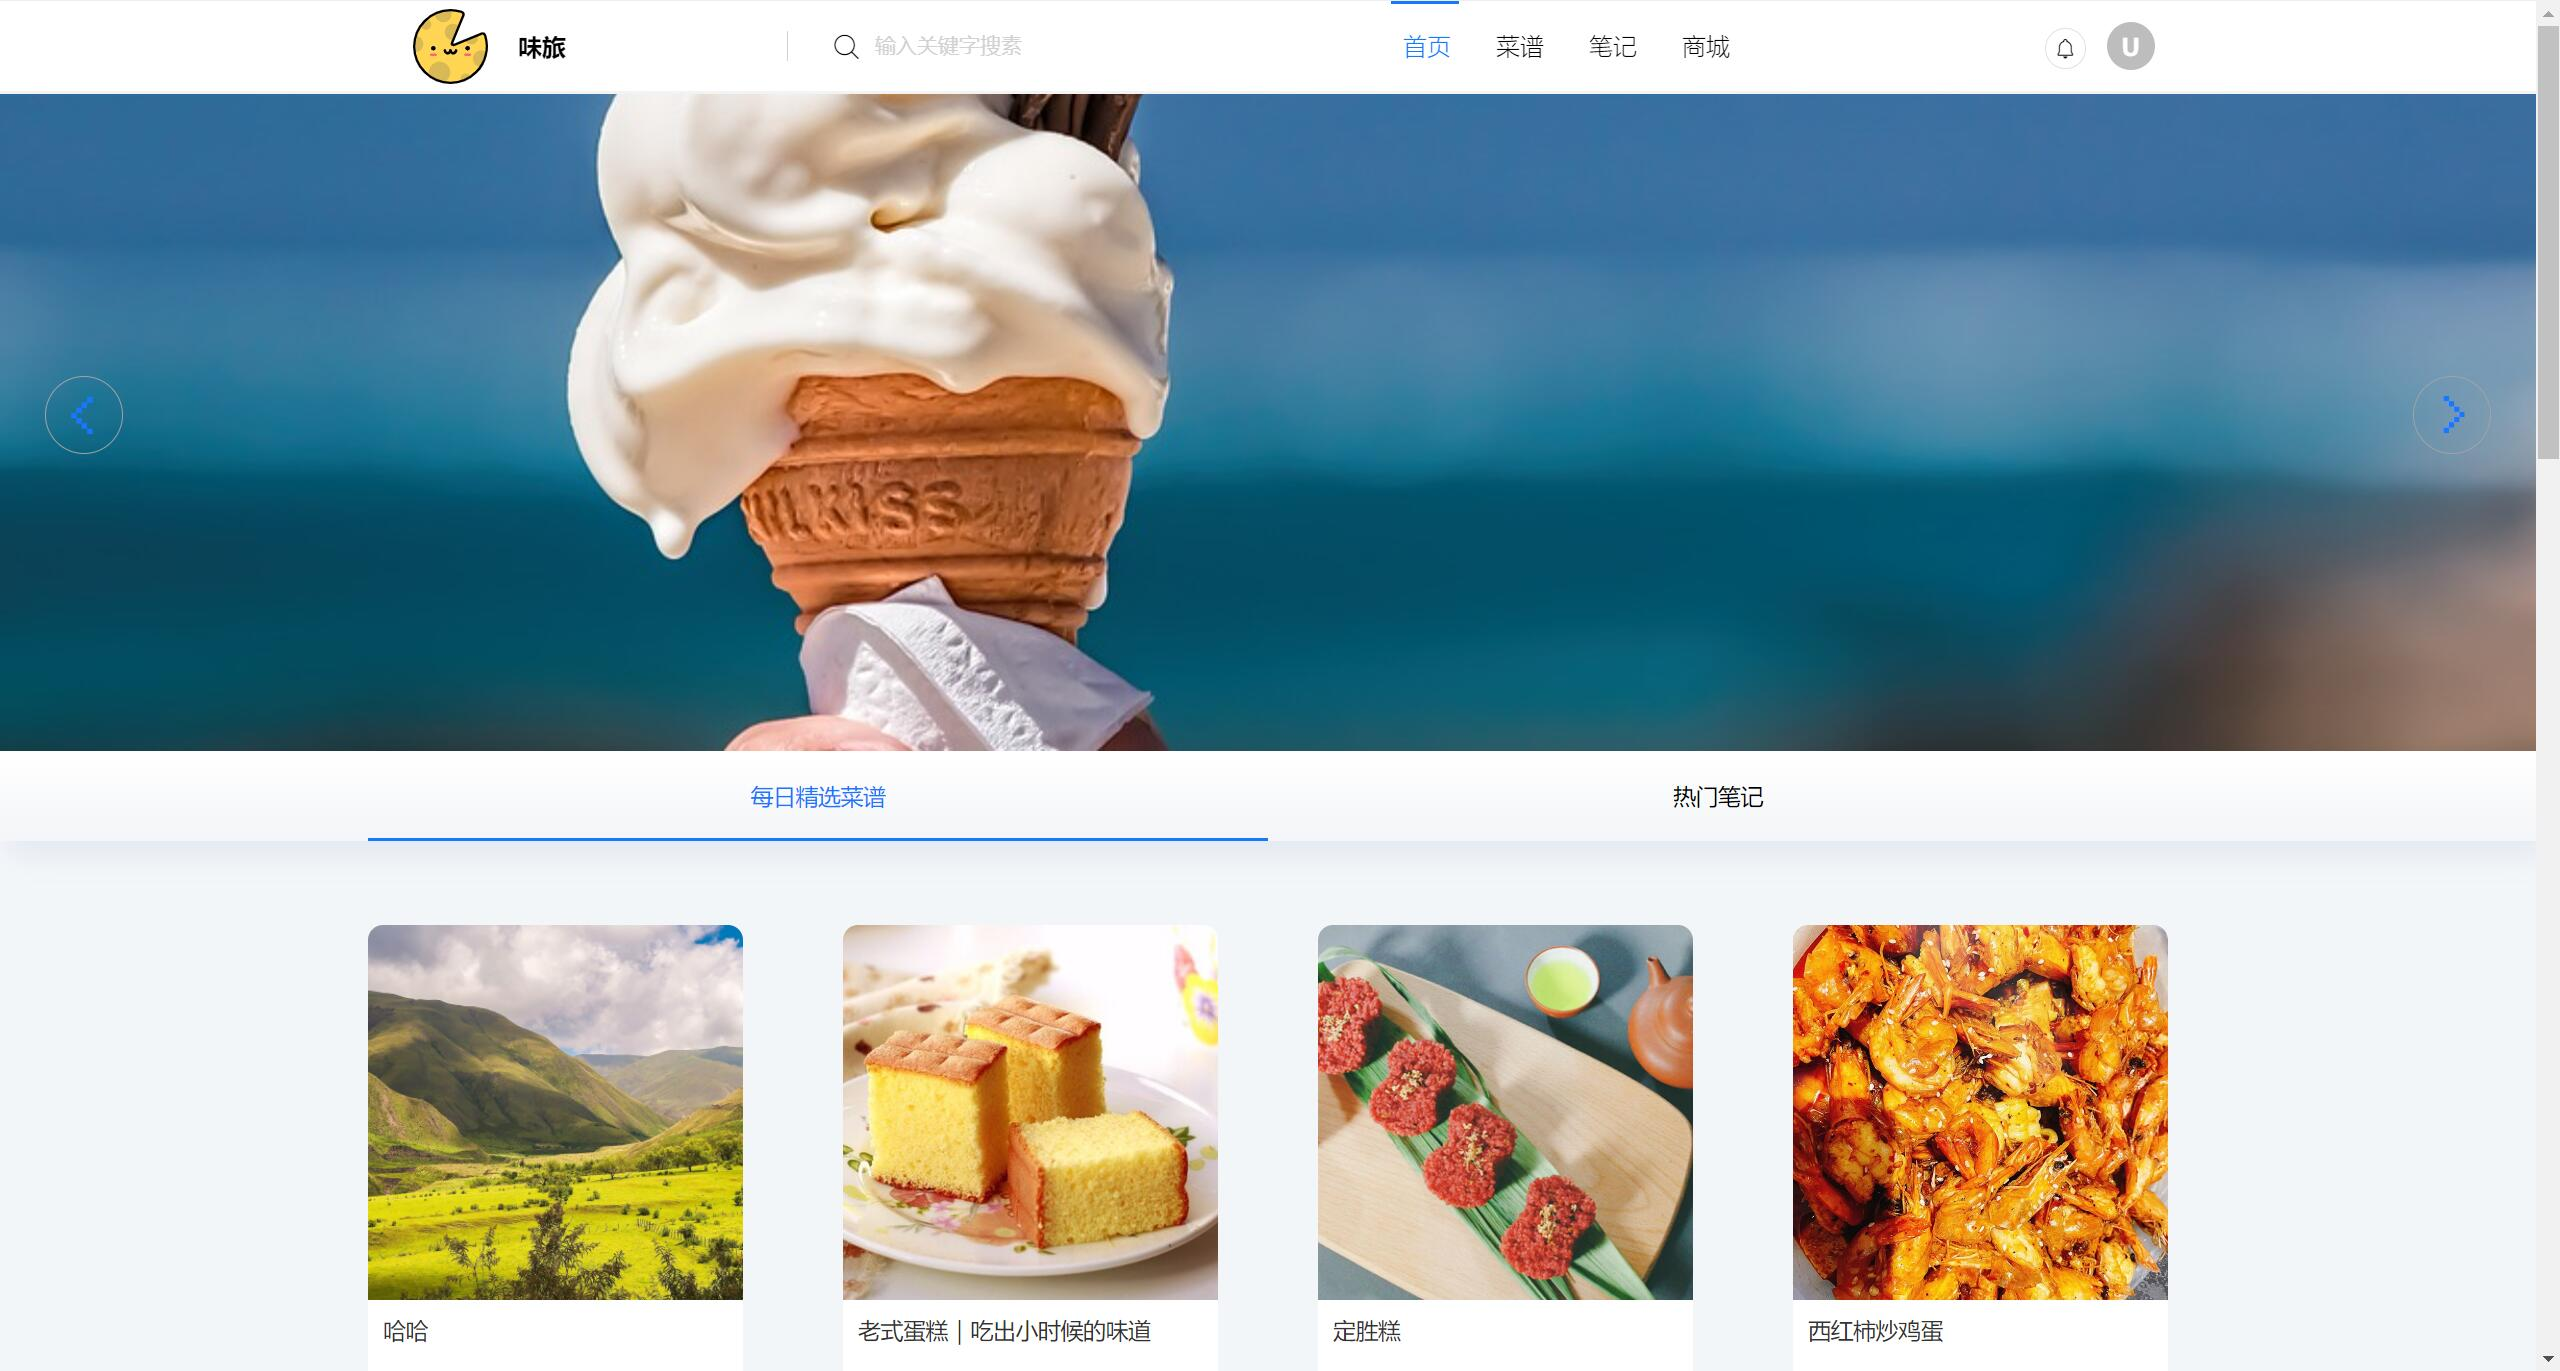 味旅
输入关键字搜素
首页 菜谱 笔记 商城
U
每日精选菜谱 热门笔记
哈哈
老式蛋糕｜吃出小时候的味道
定胜糕
西红柿炒鸡蛋